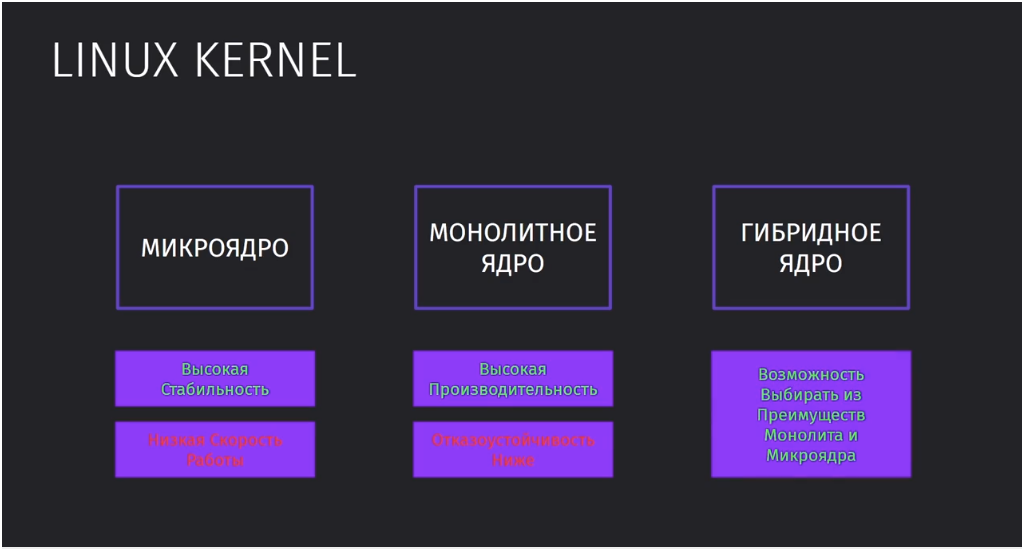 LINUX KERNEL
МИКРОЯДРО
МОНОЛИТНОЕ
ЯДРО
ГИБРИДНОЕ
ЯДРО
Высокая
Стабильность
Низкая Скорость
Работы
Высокая
Производительность
Отказоустойчивость
Ниже
Возможность
Выбирать из
Преимуществ
Монолита и
Микроядра